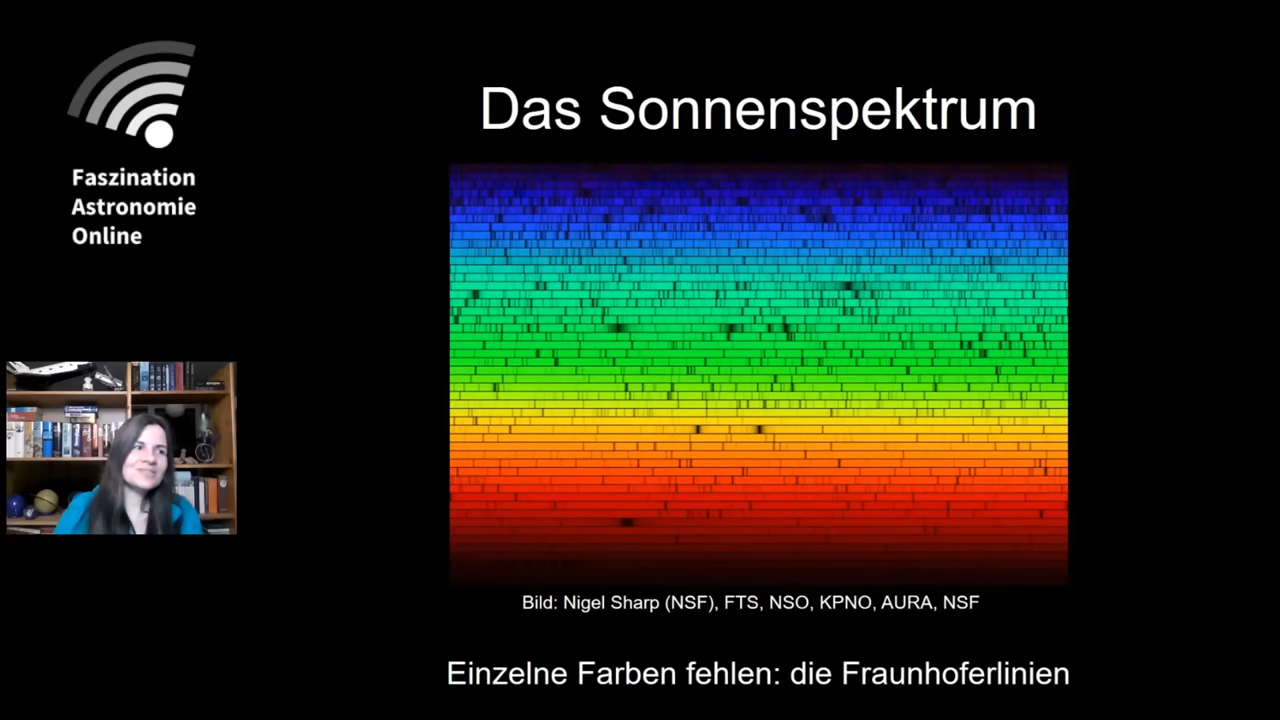 Faszination
Astronomie
Online
Das Sonnenspektrum
Bild: Nigel Sharp (NSF), FTS, NSO, KPNO, AURA, NSF
Einzelne Farben fehlen: die Fraunhoferlinien